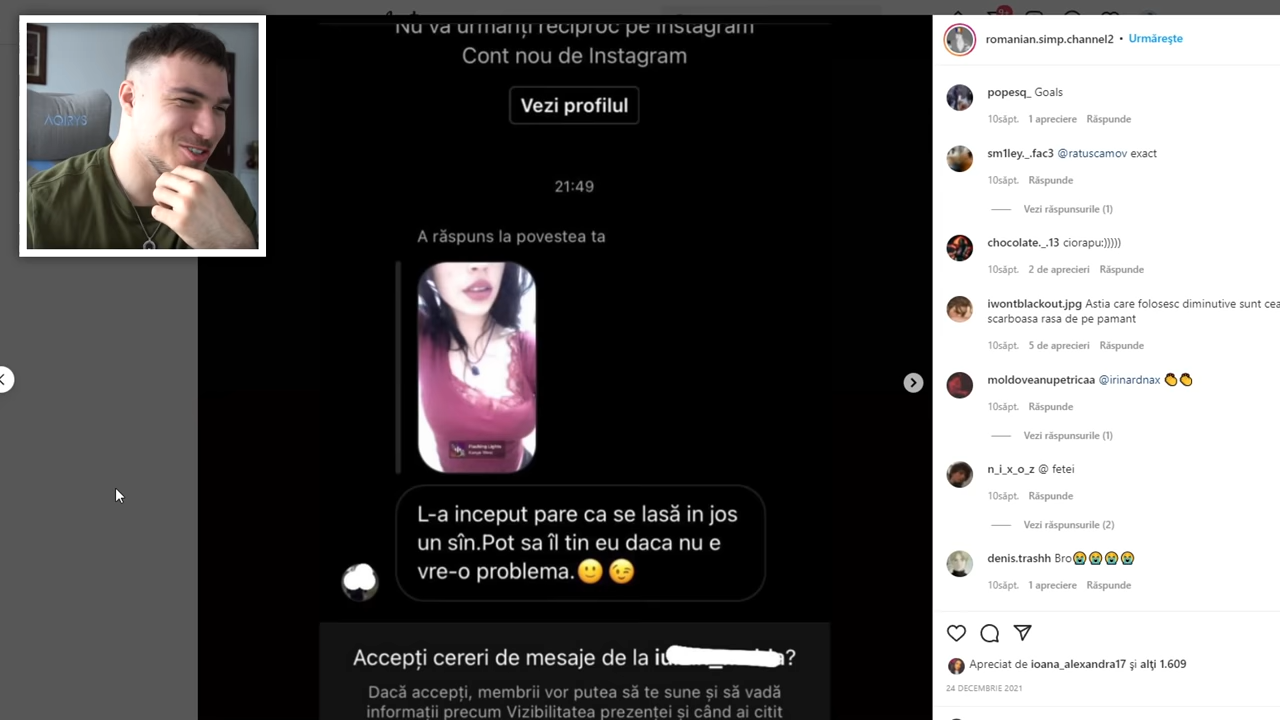 Nu vă urmăriți reciproc pe Instagram
Cont nou de Instagram
Vezi profilul
21:49
A răspuns la povestea ta
L-a inceput pare ca se lasă in jos
un sîn.Pot sa îl tin eu daca nu e
vre-o problema.🙂😉
Accepți cereri de mesaje de la iu
a?
Dacă accepți, membrii vor putea să te sune și să vadă
informații precum Vizibilitatea prezenței și când ai citit
AOIRYS
romanian.simp.channel2 • Urmărește
popesq_ Goals
10săpt. 1 apreciere Răspunde
sm1ley._.fac3 @ratuscamov exact
10săpt. Răspunde
Vezi răspunsurile (1)
chocolate._.13 ciorapu:)))))
10săpt. 2 de aprecieri Răspunde
iwontblackout.jpg Astia care folosesc diminutive sunt cea
scarboasa rasa de pe pamant
10săpt. 5 de aprecieri Răspunde
moldoveanupetricaa @irinardnax 👏👏
10săpt. Răspunde
Vezi răspunsurile (1)
n_i_x_o_z @ fetei
10săpt. Răspunde
Vezi răspunsurile (2)
denis.trashh Bro😭😭😭😭
10săpt. 1 apreciere Răspunde
Apreciat de ioana_alexandra17 și alți 1.609
24 DECEMBRIE 2021